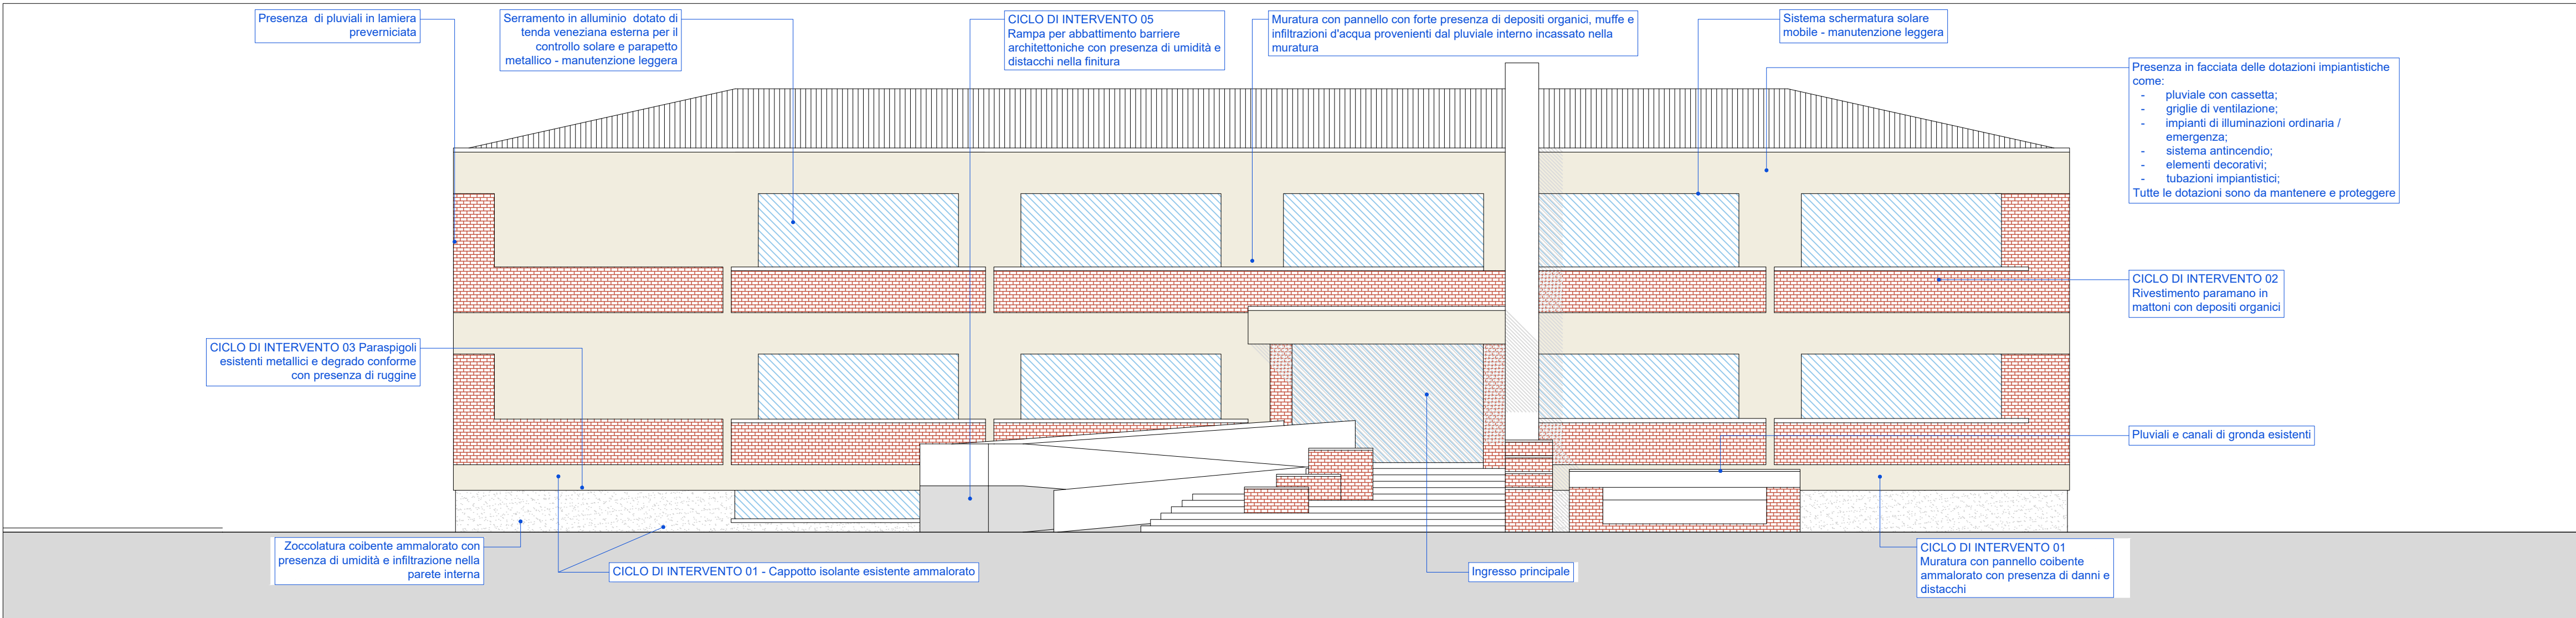 Presenza  di pluviali in lamiera
preverniciata
Serramento in alluminio  dotato di
tenda veneziana esterna per il
controllo solare e parapetto
metallico - manutenzione leggera
CICLO DI INTERVENTO 05
Rampa per abbattimento barriere
architettoniche con presenza di umidità e
distacchi nella finitura
Muratura con pannello con forte presenza di depositi organici, muffe e
infiltrazioni d'acqua provenienti dal pluviale interno incassato nella
muratura
Sistema schermatura solare
mobile - manutenzione leggera
Presenza in facciata delle dotazioni impiantistiche
come:
- pluviale con cassetta;
- griglie di ventilazione;
- impianti di illuminazioni ordinaria /
emergenza;
- sistema antincendio;
- elementi decorativi;
- tubazioni impiantistici;
Tutte le dotazioni sono da mantenere e proteggere
CICLO DI INTERVENTO 02
Rivestimento paramano in
mattoni con depositi organici
CICLO DI INTERVENTO 03 Paraspigoli
esistenti metallici e degrado conforme
con presenza di ruggine
Pluviali e canali di gronda esistenti
Zoccolatura coibente ammalorato con
presenza di umidità e infiltrazione nella
parete interna
CICLO DI INTERVENTO 01 - Cappotto isolante esistente ammalorato
Ingresso principale
CICLO DI INTERVENTO 01
Muratura con pannello coibente
ammalorato con presenza di danni e
distacchi